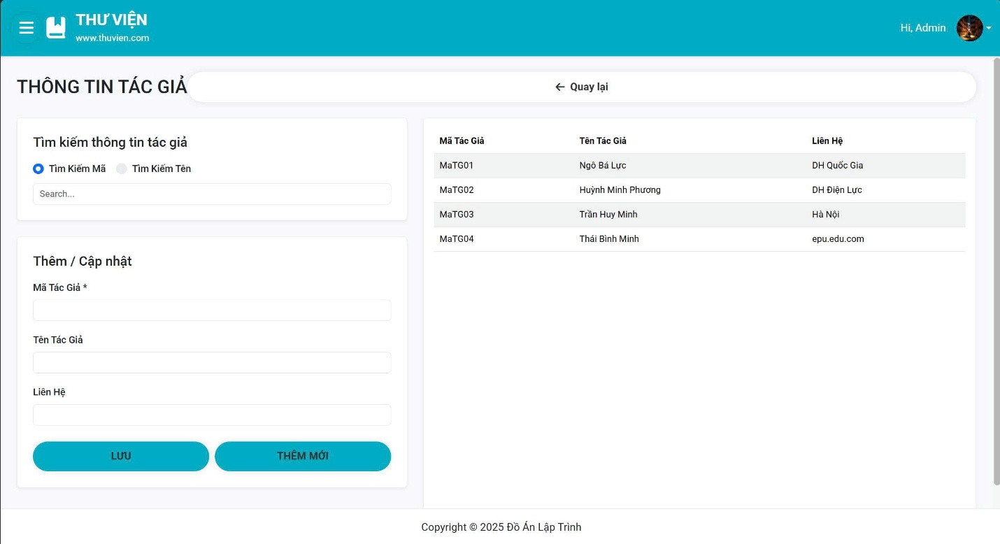 THƯ VIỆN
www.thuvien.com
Hi, Admin
THÔNG TIN TÁC GIẢ
Quay lại
Tìm kiếm thông tin tác giả
Tìm Kiếm Mã Tìm Kiếm Tên
Search...
Thêm / Cập nhật
Mã Tác Giả *
Tên Tác Giả
Liên Hệ
LƯU THÊM MỚI
Mã Tác Giả Tên Tác Giả Liên Hệ
MaTG01 Ngô Bá Lực DH Quốc Gia
MaTG02 Huỳnh Minh Phương DH Điện Lực
MaTG03 Trần Huy Minh Hà Nội
MaTG04 Thái Bình Minh epu.edu.com
Copyright © 2025 Đồ Án Lập Trình